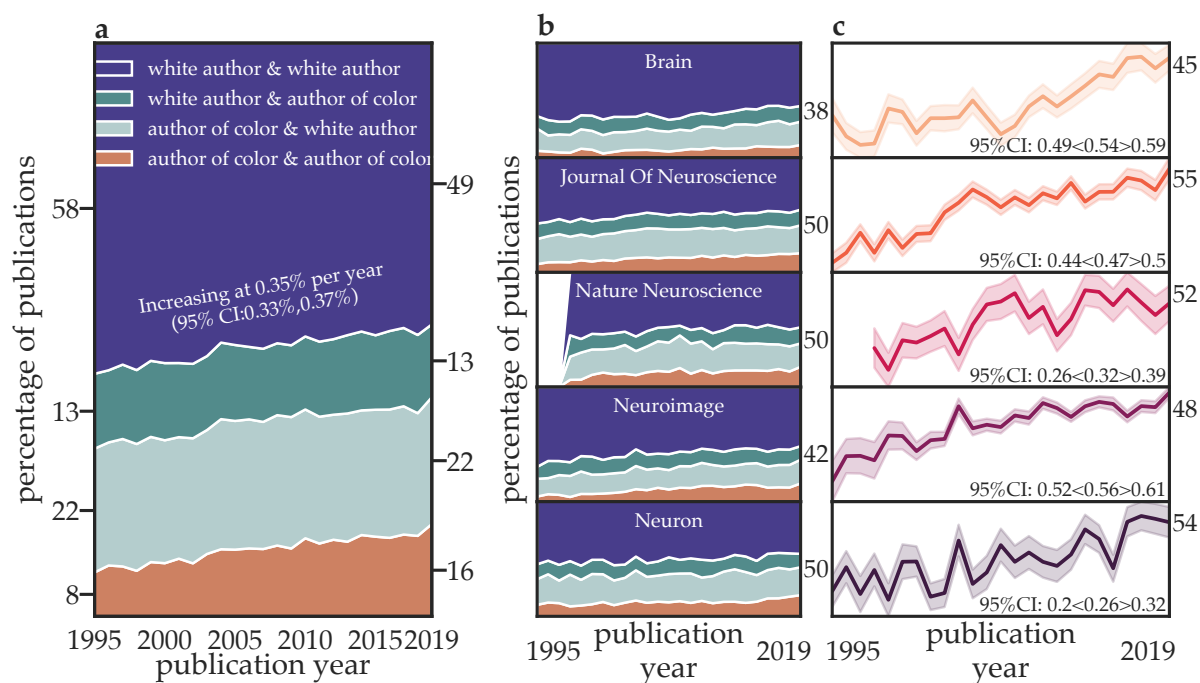 a
white author & white author
white author & author of color
author of color & white author
author of color & author of color
percentage of publications
58
13
22
8
49
13
22
16
Increasing at 0.35% per year
(95% CI:0.33%,0.37%)
1995 2000 2005 2010 2015 2019
publication year
b
percentage of publications
Brain
Journal Of Neuroscience
Nature Neuroscience
Neuroimage
Neuron
publication
year
1995 2019
c
38 45
95%CI: 0.49<0.54>0.59
50 55
95%CI: 0.44<0.47>0.5
50 52
95%CI: 0.26<0.32>0.39
42 48
95%CI: 0.52<0.56>0.61
50 54
95%CI: 0.2<0.26>0.32
publication
year
1995 2019